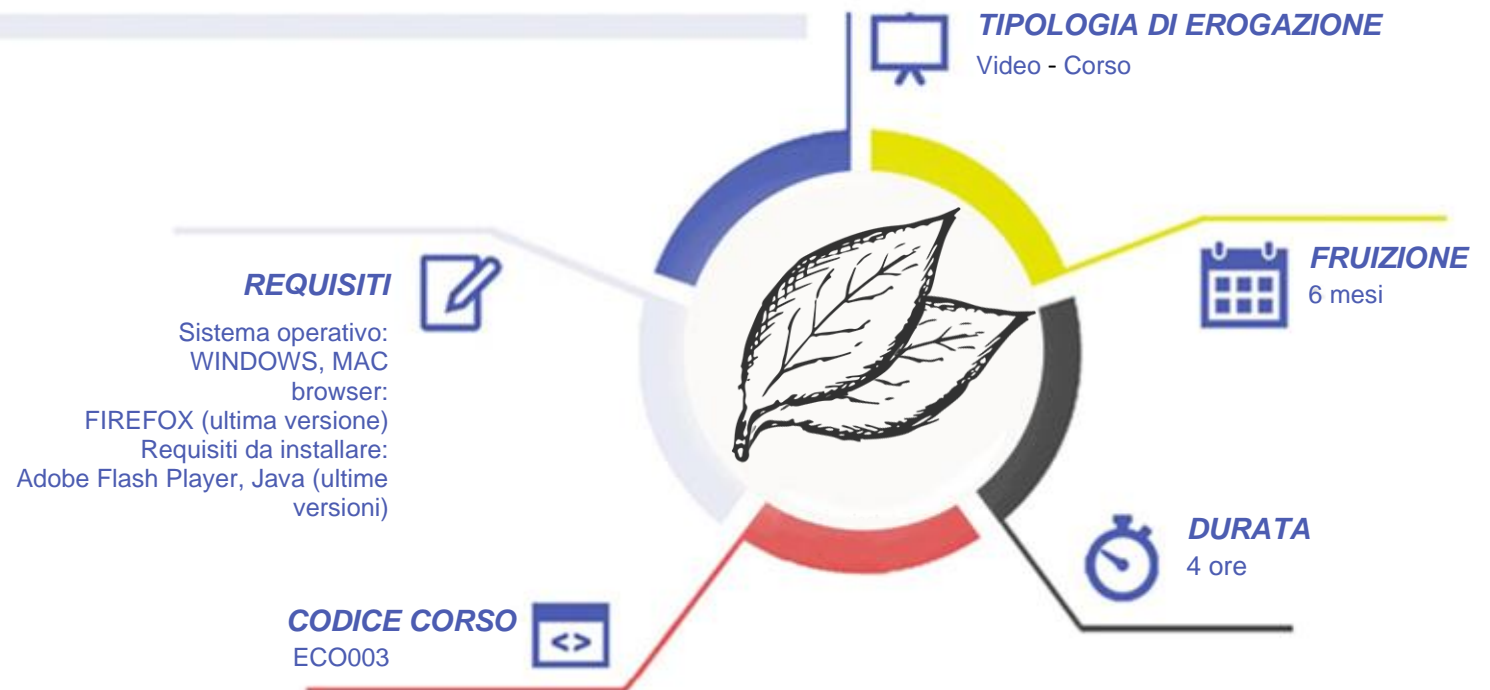 TIPOLOGIA DI EROGAZIONE
Video - Corso
FRUIZIONE
6 mesi
REQUISITI
Sistema operativo:
WINDOWS, MAC
browser:
FIREFOX (ultima versione)
Requisiti da installare:
Adobe Flash Player, Java (ultime
versioni)
DURATA
4 ore
CODICE CORSO
ECO003
<>